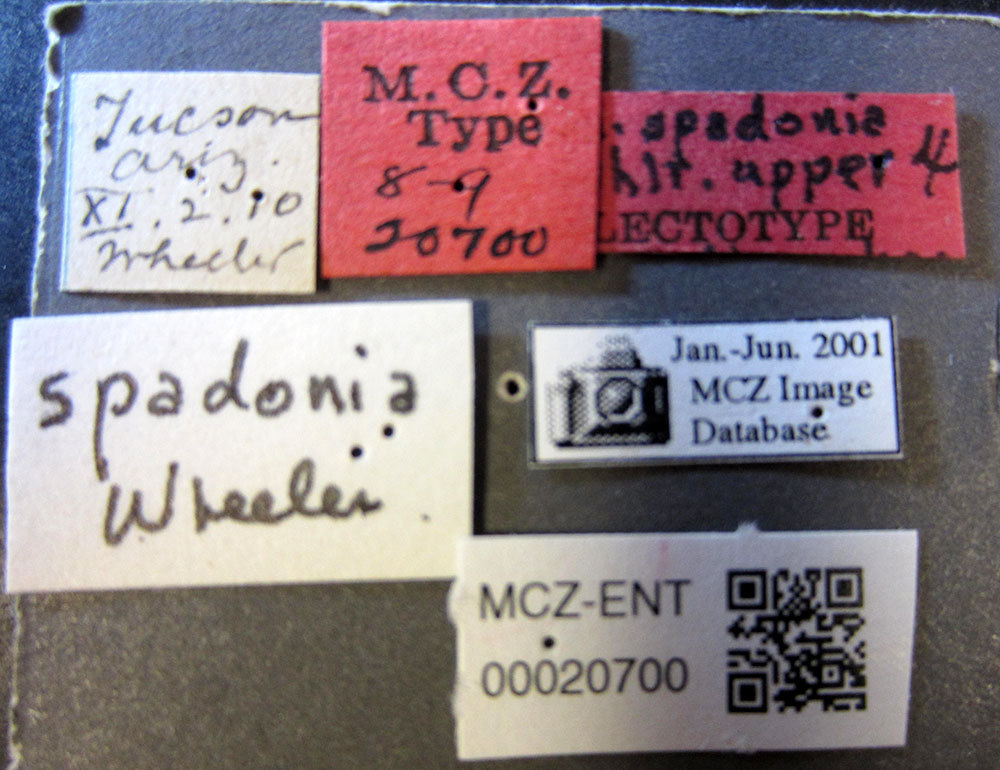 Tucson
Ariz.
XI.2.10
Wheeler
M.C.Z.
Type
8-9
20700
. spadonia
hlt. upper ♀
LECTOTYPE
spadonia
Wheeler
Jan.-Jun. 2001
MCZ Image
Database
MCZ-ENT
00020700